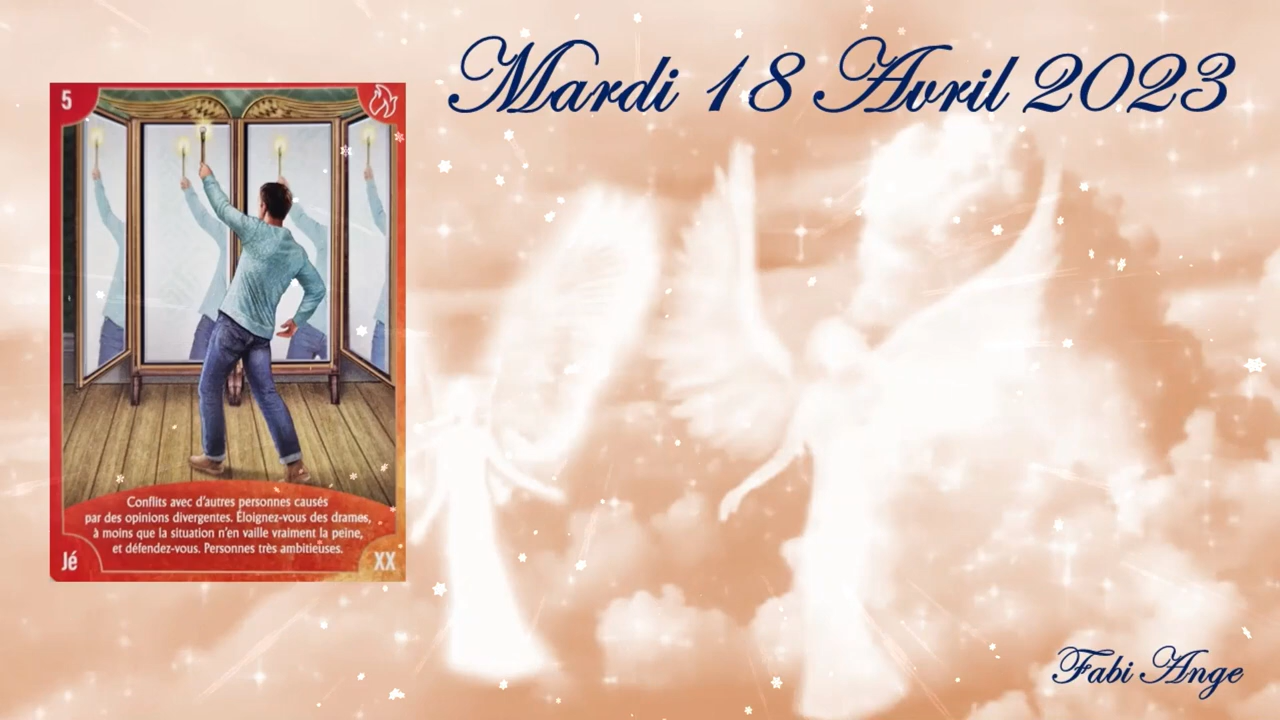 Mardi 18 Avril 2023
5
Conflits avec d'autres personnes causés
par des opinions divergentes. Éloignez-vous des drames,
à moins que la situation n'en vaille vraiment la peine,
et défendez-vous. Personnes très ambitieuses.
Jé
XX
Fabi Ange